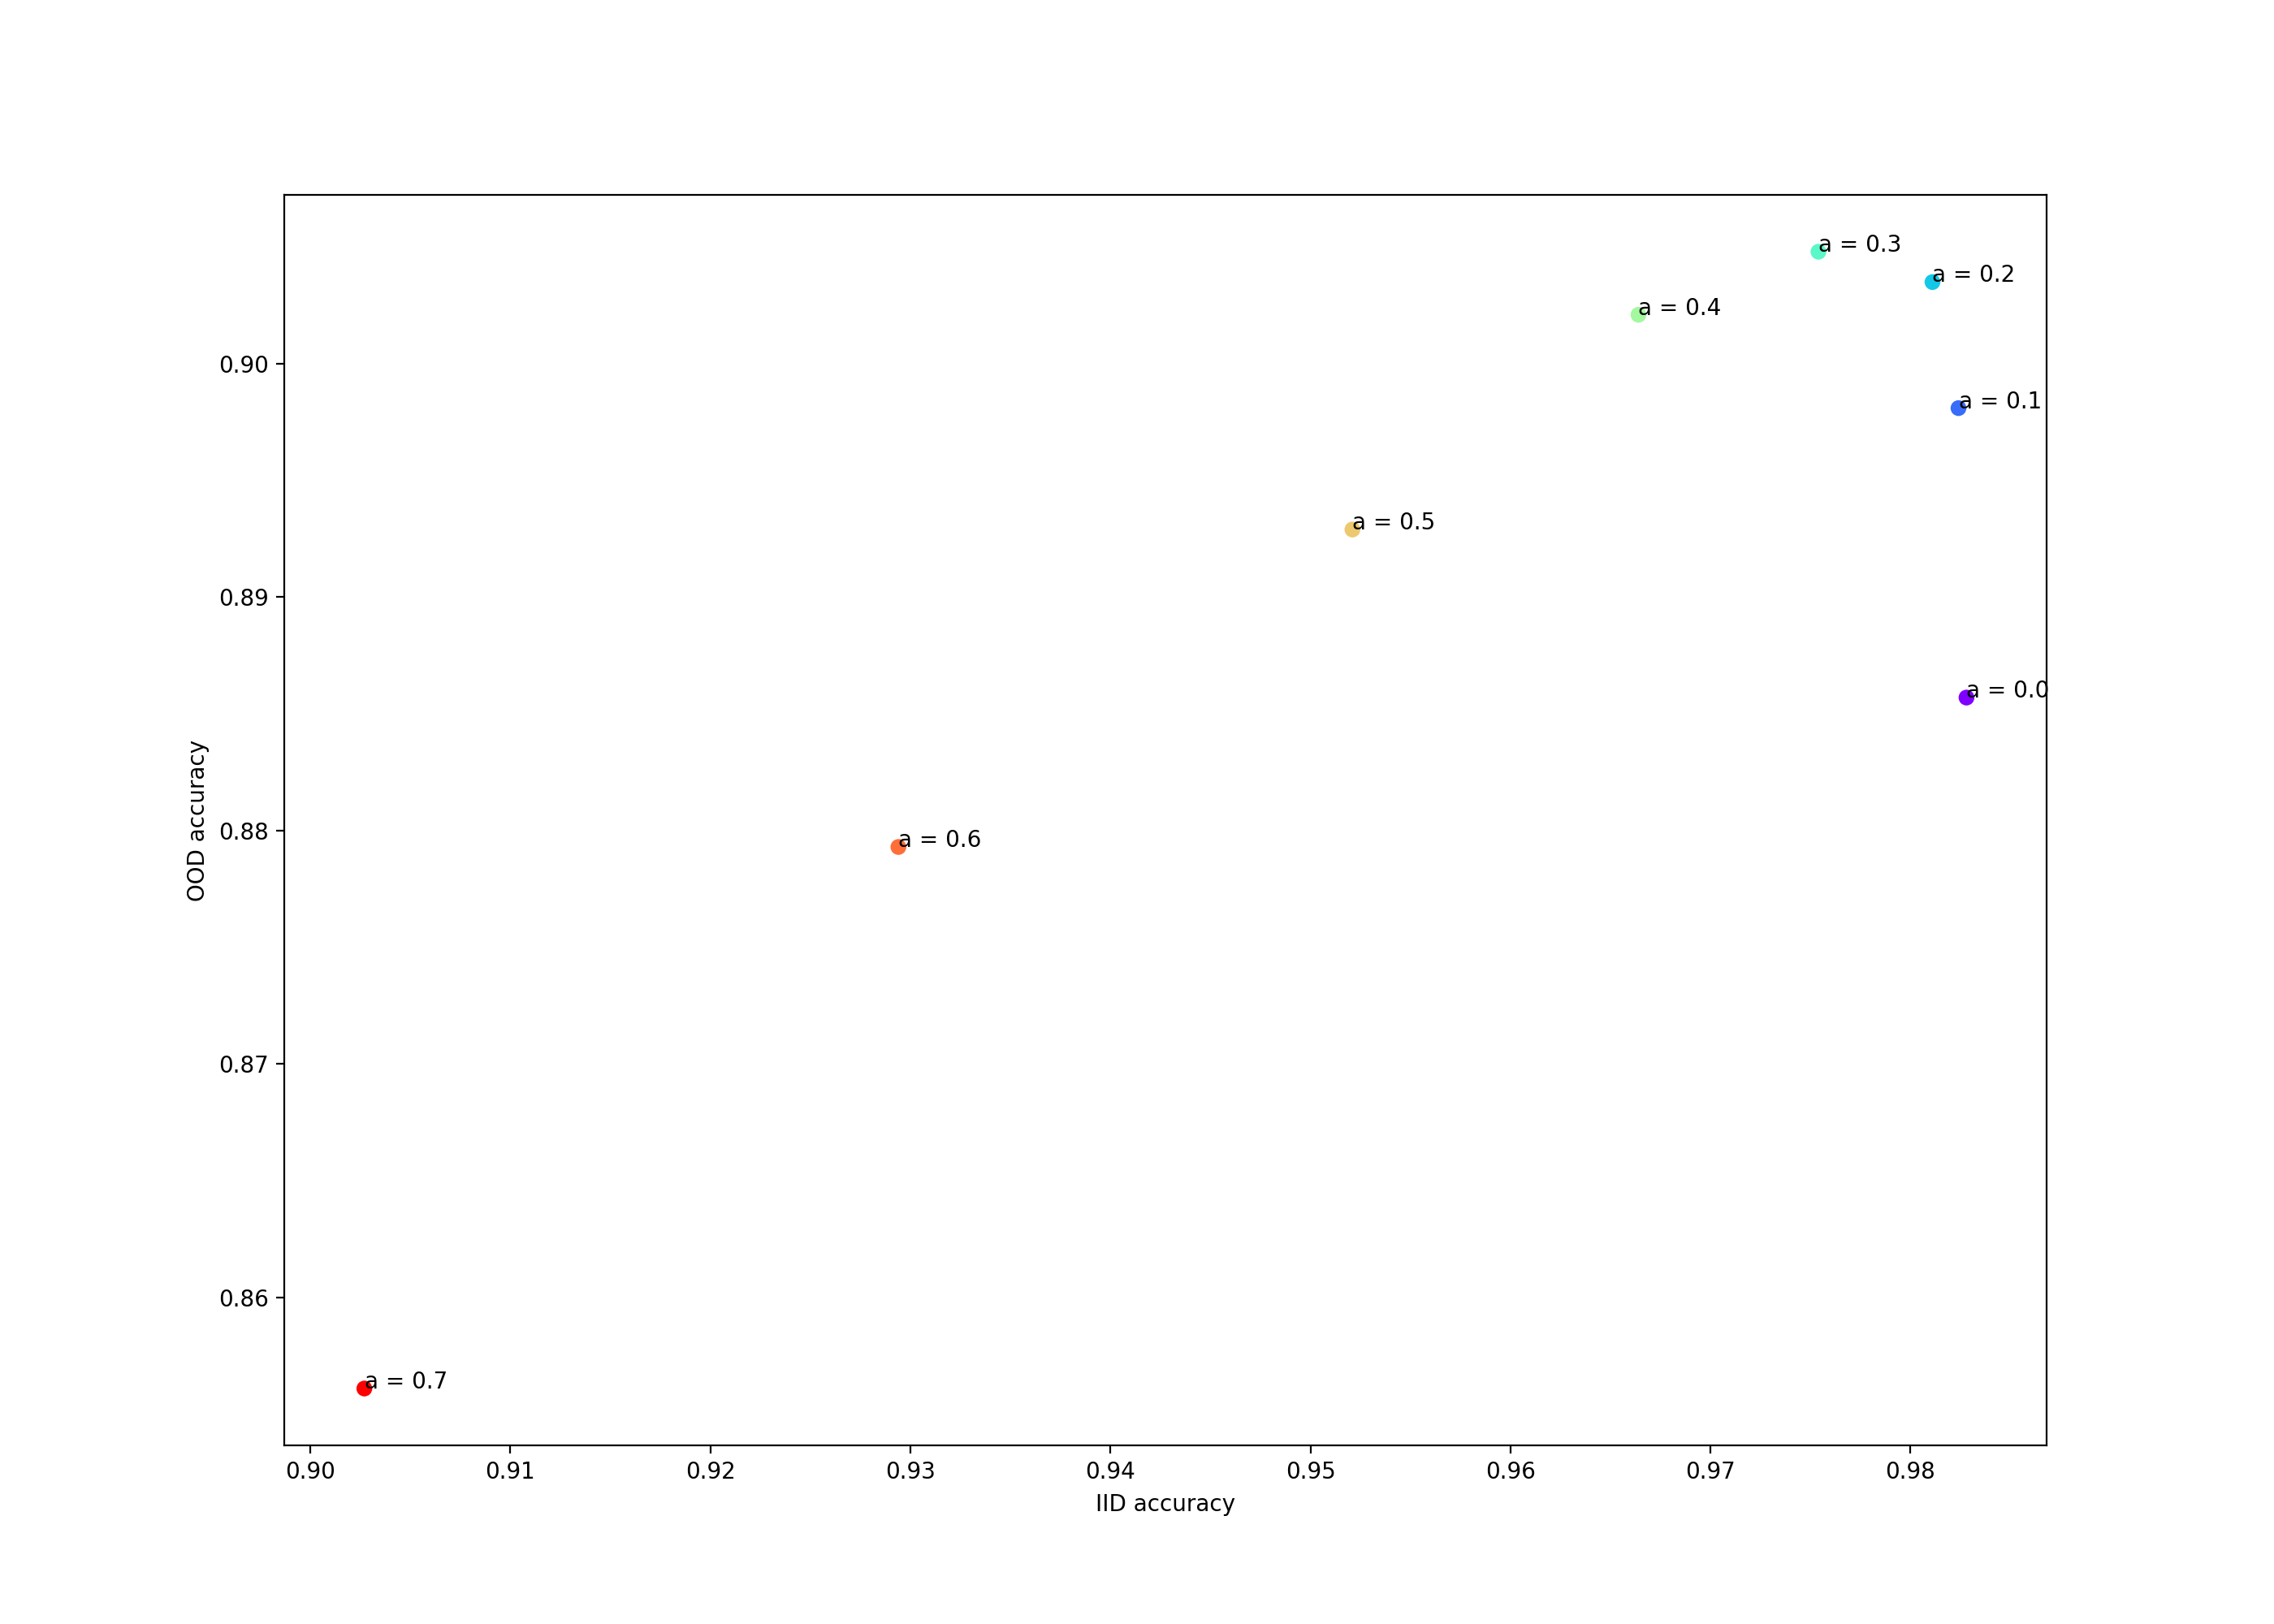 a = 0.3
a = 0.2
a = 0.4
0.90
a = 0.1
a = 0.5
0.89
a = 0.0
OOD accuracy
0.88
a = 0.6
0.87
0.86
a = 0.7
0.90 0.91 0.92 0.93 0.94 0.95 0.96 0.97 0.98
IID accuracy